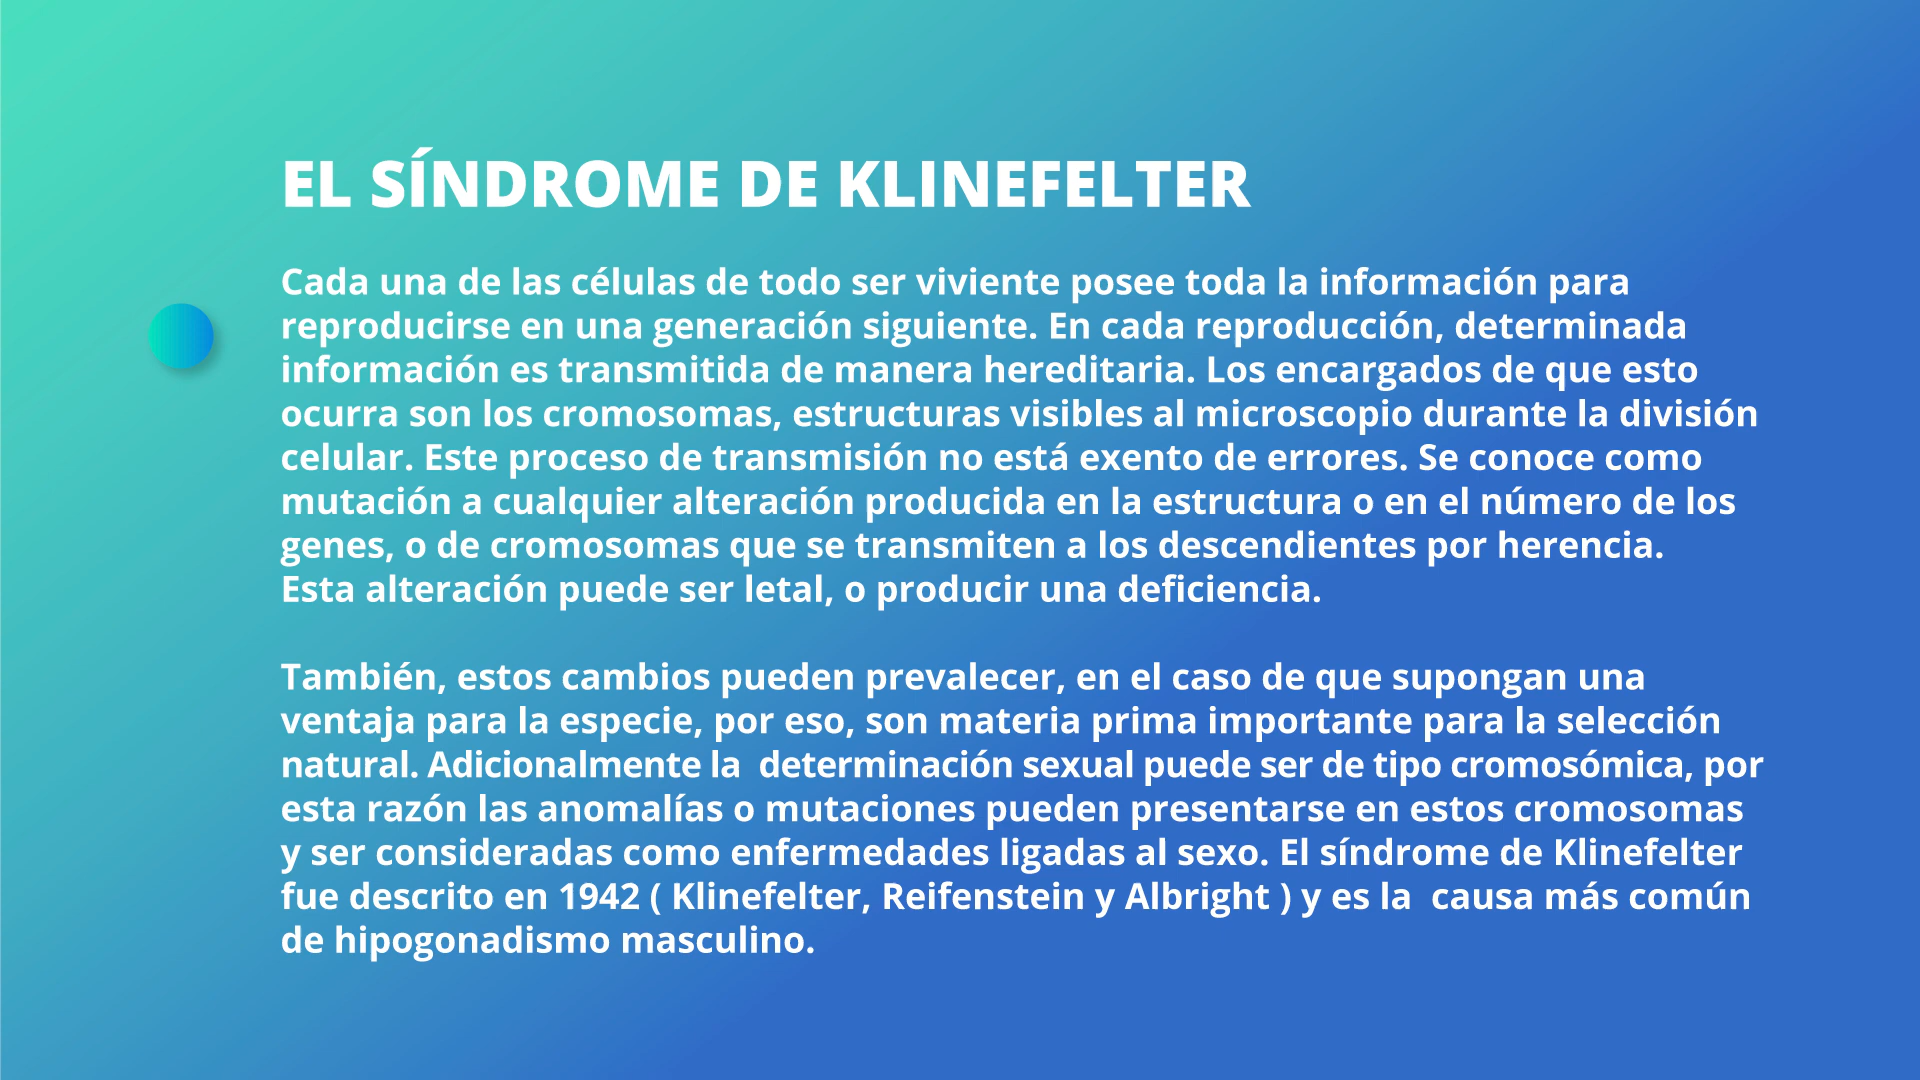 EL SÍNDROME DE KLINEFELTER
Cada una de las células de todo ser viviente posee toda la información para
reproducirse en una generación siguiente. En cada reproducción, determinada
información es transmitida de manera hereditaria. Los encargados de que esto
ocurra son los cromosomas, estructuras visibles al microscopio durante la división
celular. Este proceso de transmisión no está exento de errores. Se conoce como
mutación a cualquier alteración producida en la estructura o en el número de los
genes, o de cromosomas que se transmiten a los descendientes por herencia.
Esta alteración puede ser letal, o producir una deficiencia.
También, estos cambios pueden prevalecer, en el caso de que supongan una
ventaja para la especie, por eso, son materia prima importante para la selección
natural. Adicionalmente la  determinación sexual puede ser de tipo cromosómica, por
esta razón las anomalías o mutaciones pueden presentarse en estos cromosomas
y ser consideradas como enfermedades ligadas al sexo. El síndrome de Klinefelter
fue descrito en 1942 ( Klinefelter, Reifenstein y Albright ) y es la  causa más común
de hipogonadismo masculino.